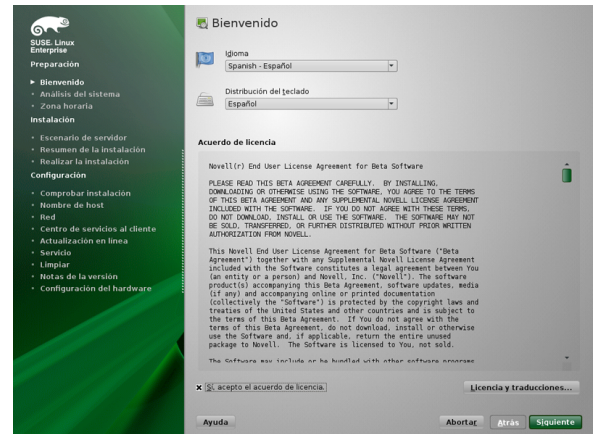 SUSE. Linux
Enterprise
Preparación
Bienvenido
Análisis del sistema
Zona horaria
Instalación
Escenario de servidor
Resumen de la instalación
Realizar la instalación
Configuración
Comprobar instalación
Nombre de host
Red
Centro de servicios al cliente
Actualización en línea
Servicio
Limpiar
Notas de la versión
Configuración del hardware
Bienvenido
Idioma
Spanish - Español
Distribución del teclado
Español
Acuerdo de licencia
Novell(r) End User License Agreement for Beta Software
PLEASE READ THIS BETA AGREEMENT CAREFULLY. BY INSTALLING,
DOWNLOADING OR OTHERWISE USING THE SOFTWARE, YOU AGREE TO THE TERMS
OF THIS BETA AGREEMENT AND ANY SUPPLEMENTAL NOVELL LICENSE AGREEMENT
INCLUDED WITH THE SOFTWARE. IF YOU DO NOT AGREE WITH THESE TERMS,
DO NOT DOWNLOAD, INSTALL OR USE THE SOFTWARE. THE SOFTWARE MAY NOT
BE SOLD, TRANSFERRED, OR FURTHER DISTRIBUTED WITHOUT PRIOR WRITTEN
AUTHORIZATION FROM NOVELL.
This Novell End User License Agreement for Beta Software ("Beta
Agreement") together with any Supplemental Novell License Agreement
included with the Software constitutes a legal agreement between You
(an entity or a person) and Novell, Inc. ("Novell"). The software
product(s) accompanying this Beta Agreement, software updates, media
(if any) and accompanying online or printed documentation
(collectively the "Software") is protected by the copyright laws and
treaties of the United States and other countries and is subject to
the terms of this Beta Agreement. If You do not agree with the
terms of this Beta Agreement, do not download, install or otherwise
use the Software and, if applicable, return the entire unused
package to Novell. The Software is licensed to You, not sold.
The Software may include or be bundled with other software programs
Sí, acepto el acuerdo de licencia.
Licencia y traducciones...
Ayuda
Abortar
Atrás
Siguiente